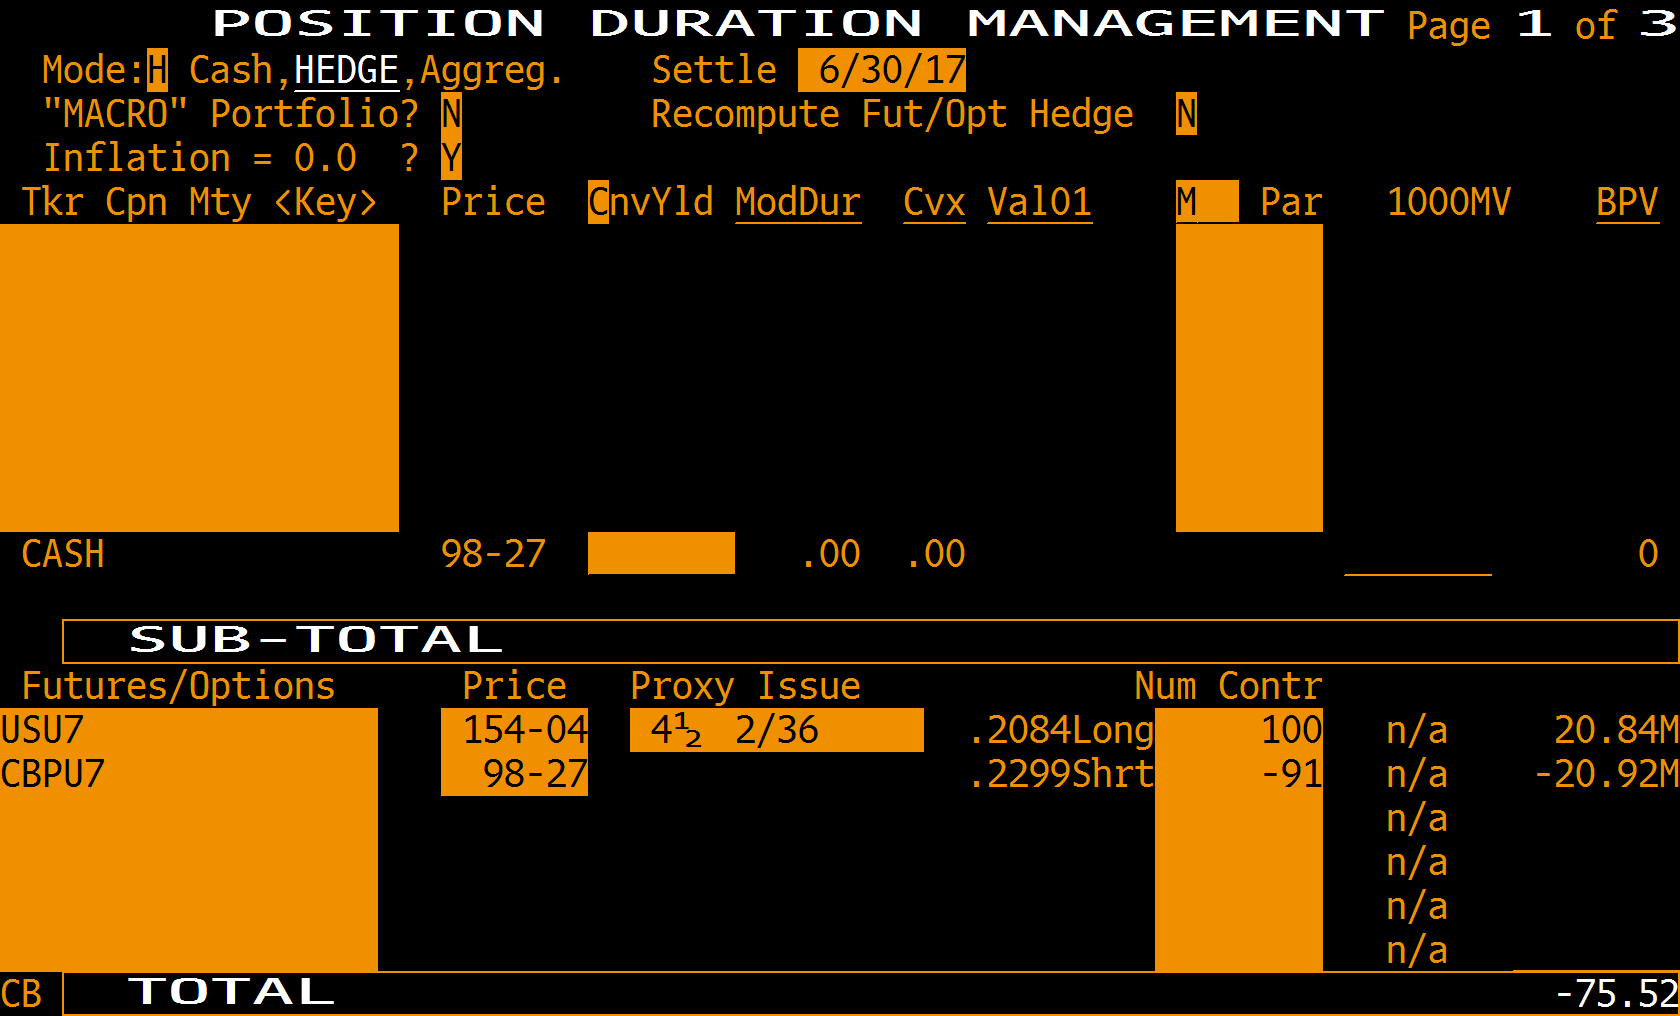 POSITION DURATION MANAGEMENT Page 1 of 3
Mode:H Cash,HEDGE,Aggreg. Settle 6/30/17
"MACRO" Portfolio? N Recompute Fut/Opt Hedge N
Inflation = 0.0 ? Y
Tkr Cpn Mty <Key> Price CnvYld ModDur Cvx Val01 M Par 1000MV BPV
CASH 98-27 .00 .00 0
SUB-TOTAL
Futures/Options Price Proxy Issue Num Contr
USU7 154-04 4½ 2/36 .2084Long 100 n/a 20.84M
CBPU7 98-27 .2299Shrt -91 n/a -20.92M
n/a
n/a
n/a
n/a
CB TOTAL -75.52